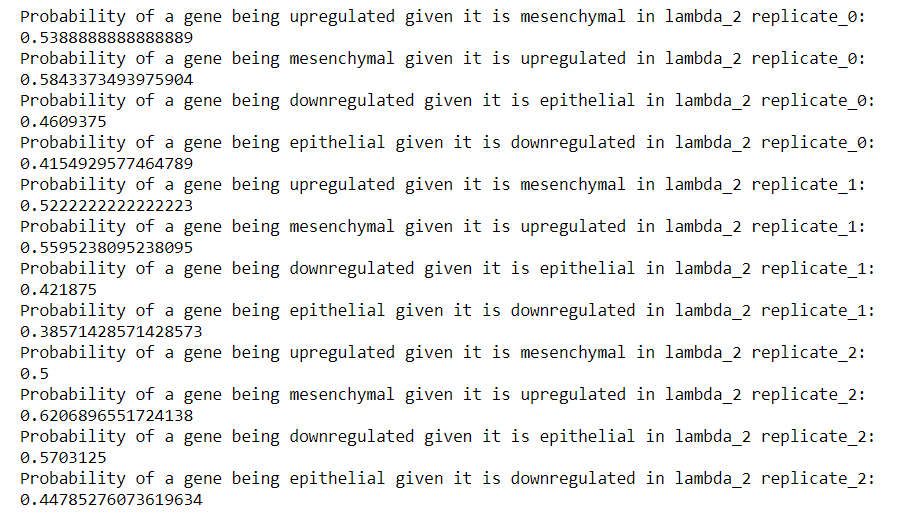 Probability of a gene being upregulated given it is mesenchymal in lambda_2 replicate_0:
0.5388888888888889
Probability of a gene being mesenchymal given it is upregulated in lambda_2 replicate_0:
0.5843373493975904
Probability of a gene being downregulated given it is epithelial in lambda_2 replicate_0:
0.4609375
Probability of a gene being epithelial given it is downregulated in lambda_2 replicate_0:
0.4154929577464789
Probability of a gene being upregulated given it is mesenchymal in lambda_2 replicate_1:
0.5222222222222223
Probability of a gene being mesenchymal given it is upregulated in lambda_2 replicate_1:
0.5595238095238095
Probability of a gene being downregulated given it is epithelial in lambda_2 replicate_1:
0.421875
Probability of a gene being epithelial given it is downregulated in lambda_2 replicate_1:
0.38571428571428573
Probability of a gene being upregulated given it is mesenchymal in lambda_2 replicate_2:
0.5
Probability of a gene being mesenchymal given it is upregulated in lambda_2 replicate_2:
0.6206896551724138
Probability of a gene being downregulated given it is epithelial in lambda_2 replicate_2:
0.5703125
Probability of a gene being epithelial given it is downregulated in lambda_2 replicate_2:
0.44785276073619634